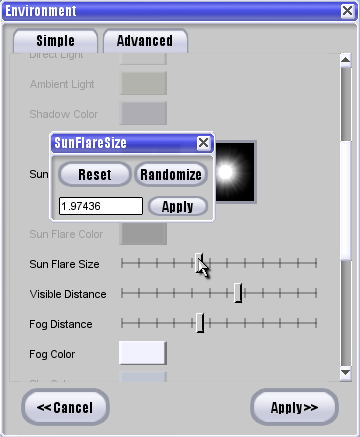 Environment
Simple Advanced
Direct Light
Ambient Light
Shadow Color
SunFlareSize
Sun
Reset Randomize
1.97436 Apply
Sun Flare Color
Sun Flare Size
Visible Distance
Fog Distance
Fog Color
<<Cancel Apply>>